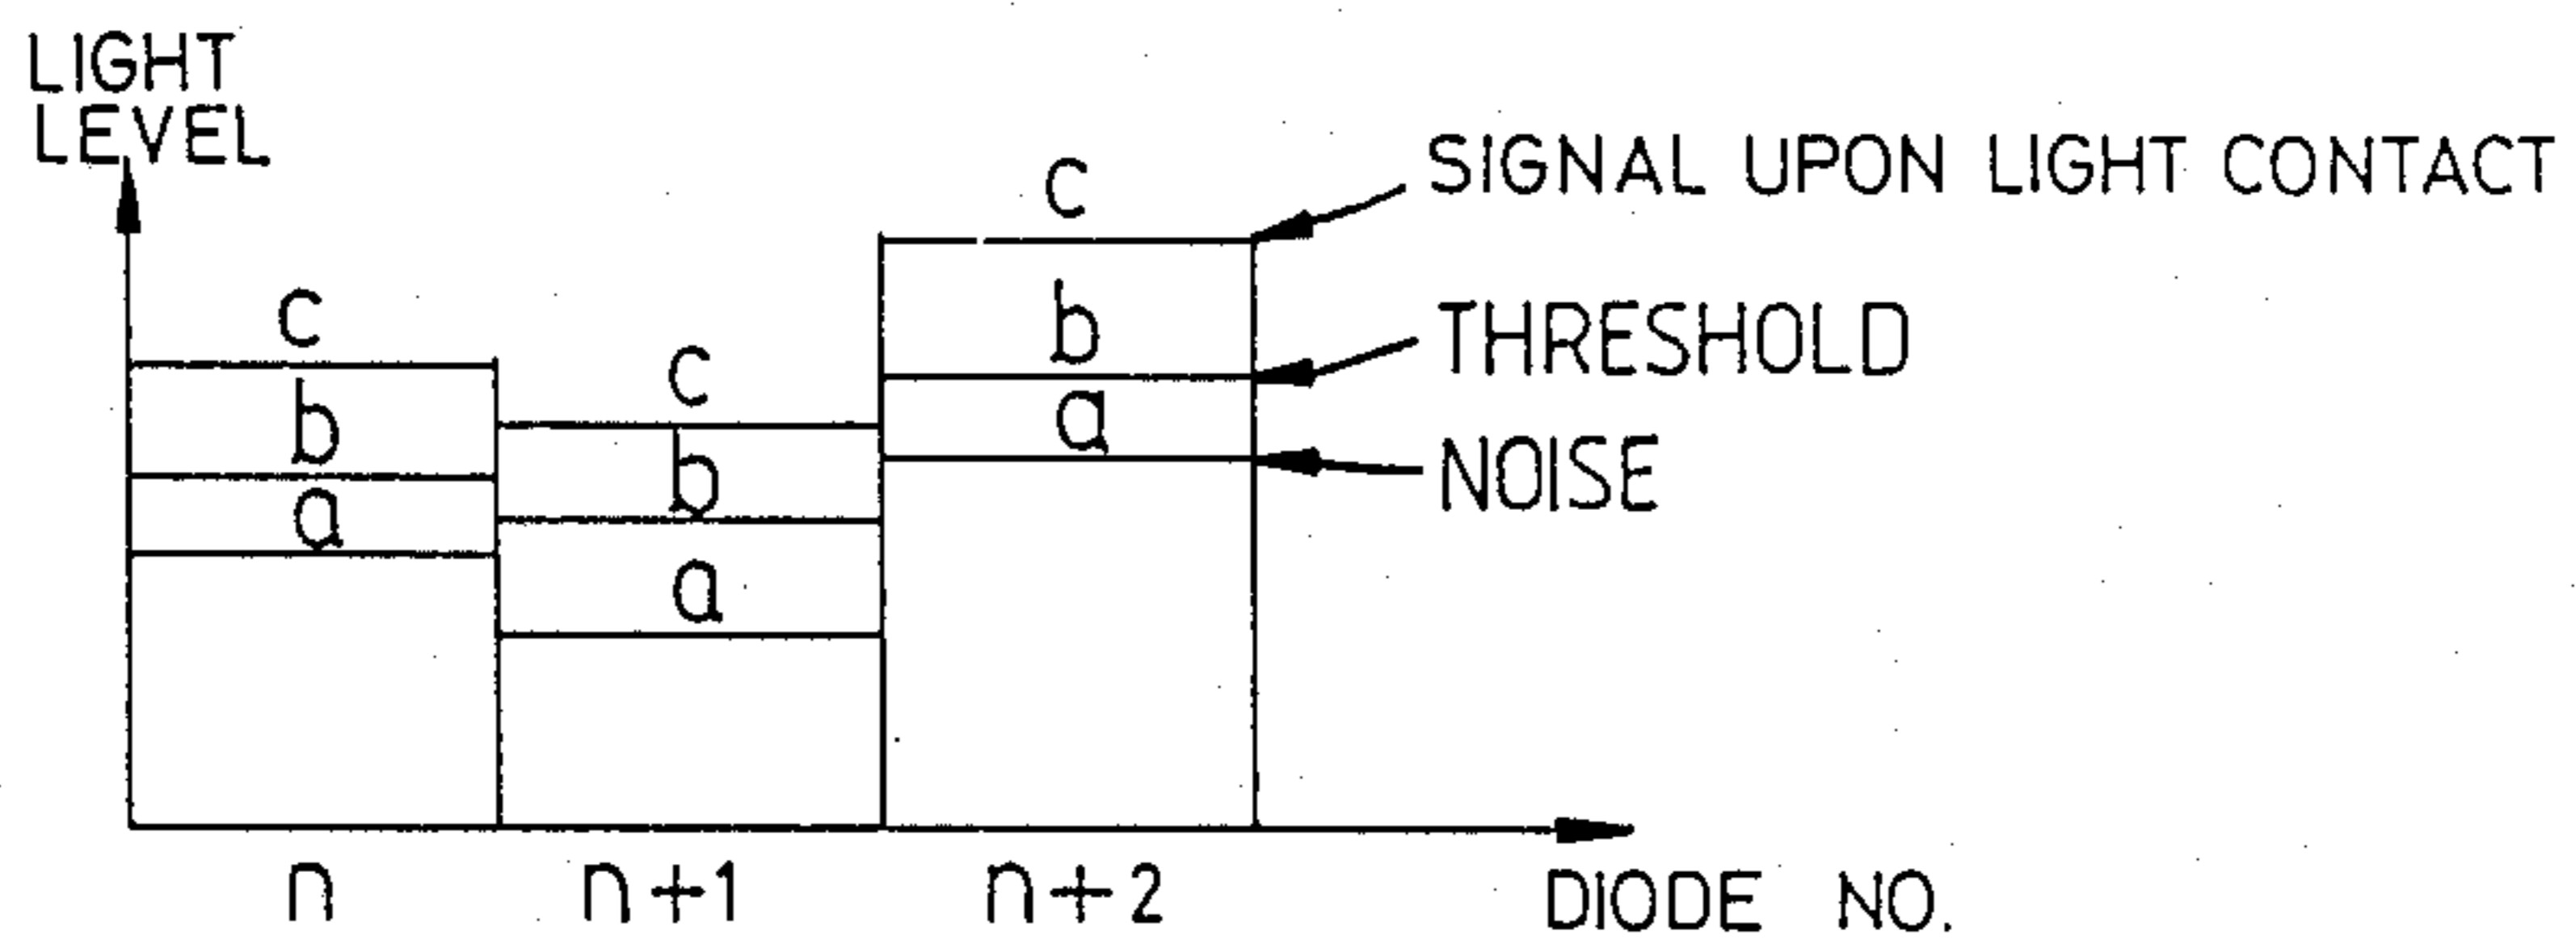 LIGHT
LEVEL
c
b
a
c
b
a
c
b
a
SIGNAL UPON LIGHT CONTACT
THRESHOLD
NOISE
n
n+1
n+2
DIODE NO.